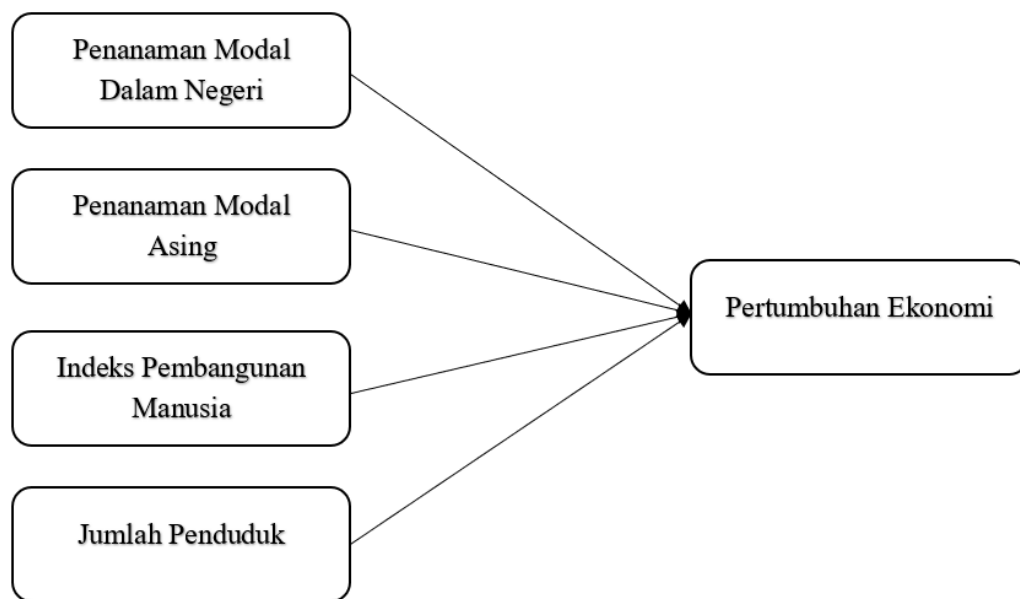 Penanaman Modal
Dalam Negeri
Penanaman Modal
Asing
Pertumbuhan Ekonomi
Indeks Pembangunan
Manusia
Jumlah Penduduk